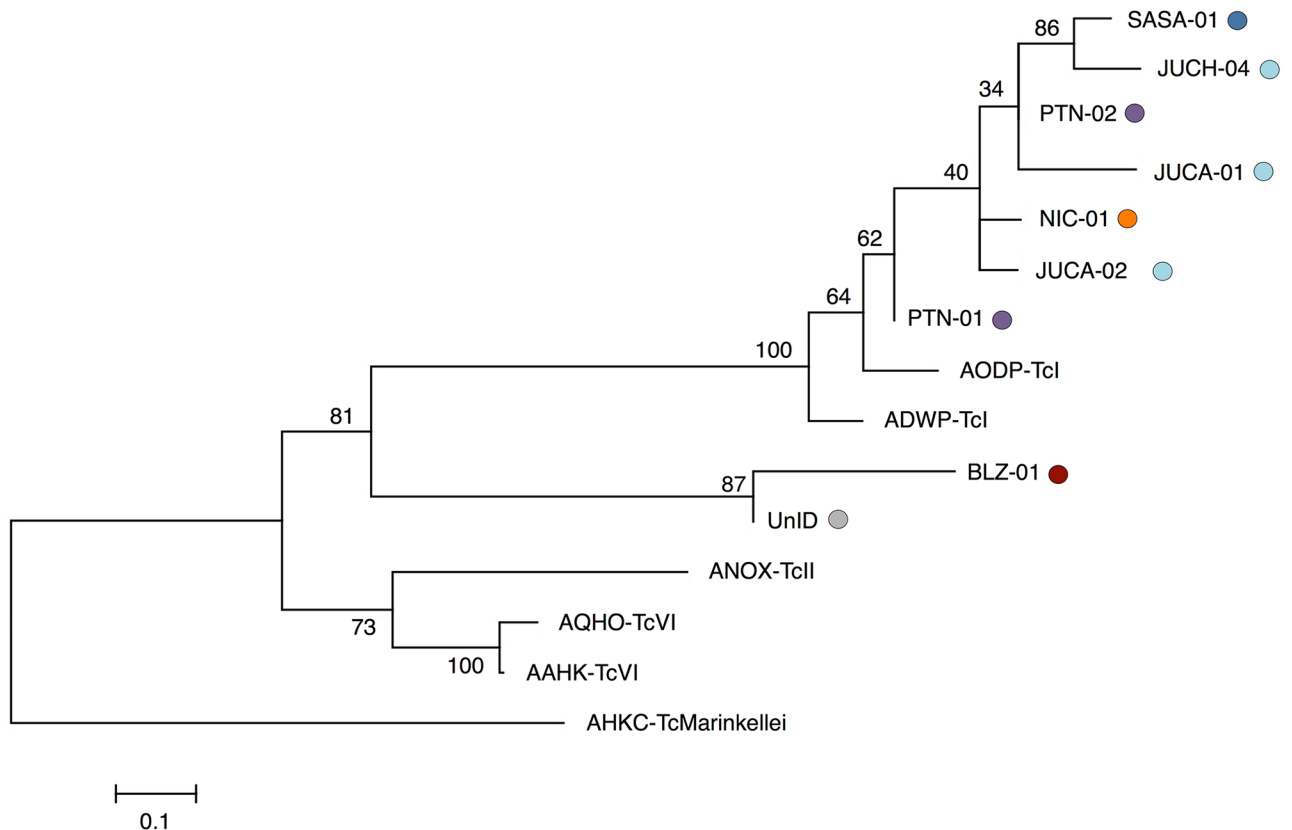 SASA-01
86
JUCH-04
34
PTN-02
JUCA-01
40
NIC-01
62
JUCA-02
64
PTN-01
100
AODP-TcI
81
ADWP-TcI
BLZ-01
87
UnID
ANOX-TcII
73
AQHO-TcVI
100
AAHK-TcVI
AHKC-TcMarinkellei
0.1